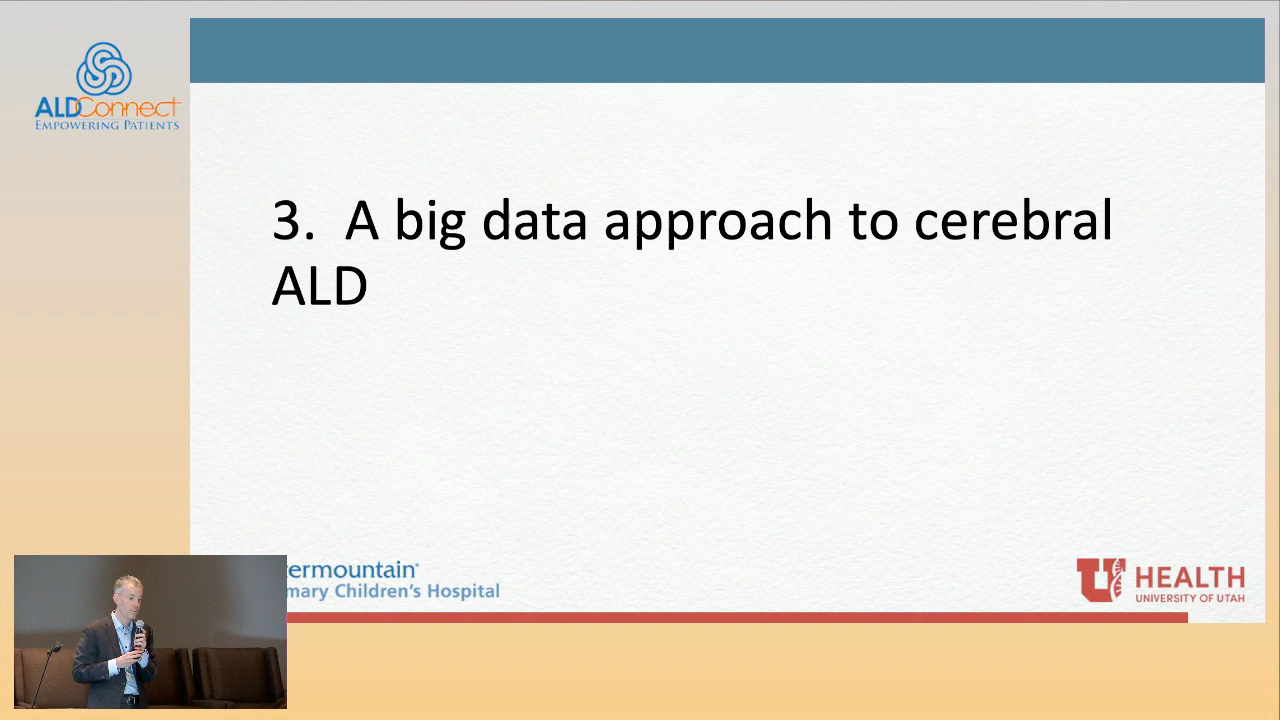 ALDConnect
EMPOWERING PATIENTS
3. A big data approach to cerebral
ALD
ermountain®
mary Children's Hospital
U HEALTH
UNIVERSITY OF UTAH